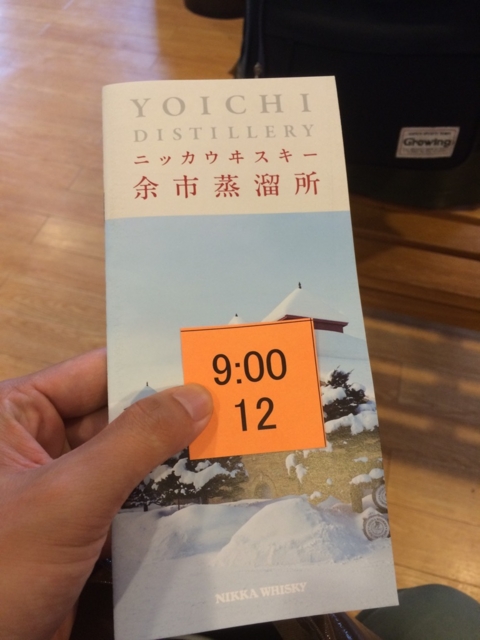 YOICHI
DISTILLERY
ニッカウヰスキー
余市蒸溜所
9:00
12
NIKKA WHISKY
Growing